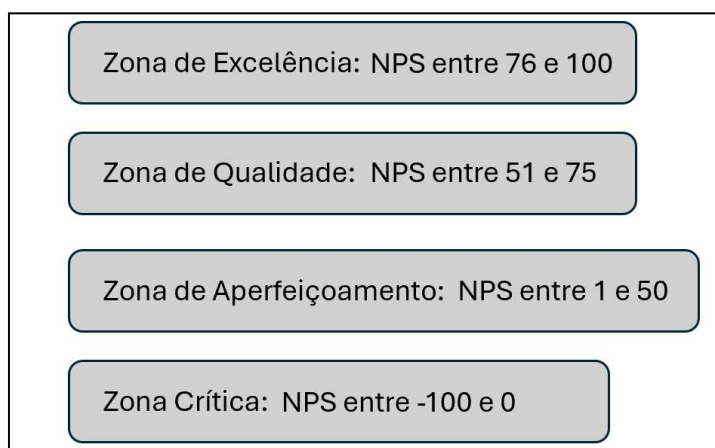 Zona de Excelência: NPS entre 76 e 100
Zona de Qualidade: NPS entre 51 e 75
Zona de Aperfeiçoamento: NPS entre 1 e 50
Zona Crítica: NPS entre -100 e 0